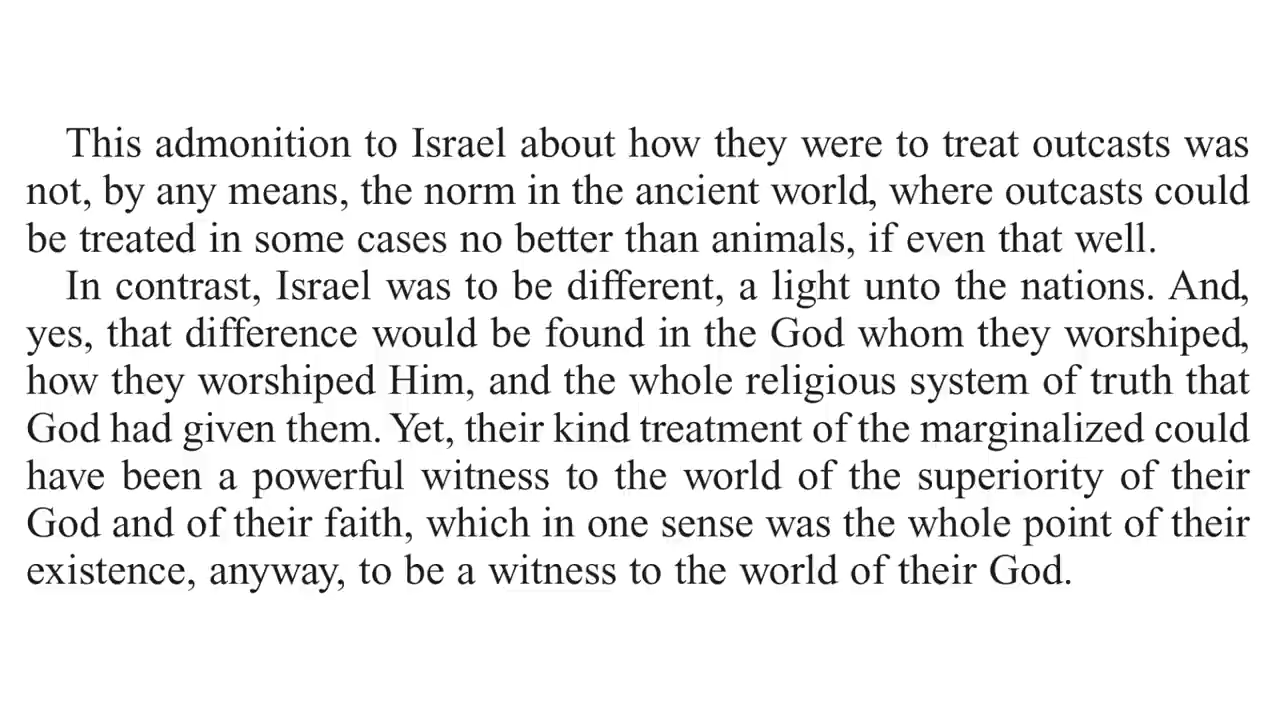 This admonition to Israel about how they were to treat outcasts was
not, by any means, the norm in the ancient world, where outcasts could
be treated in some cases no better than animals, if even that well.
In contrast, Israel was to be different, a light unto the nations. And,
yes, that difference would be found in the God whom they worshiped,
how they worshiped Him, and the whole religious system of truth that
God had given them. Yet, their kind treatment of the marginalized could
have been a powerful witness to the world of the superiority of their
God and of their faith, which in one sense was the whole point of their
existence, anyway, to be a witness to the world of their God.